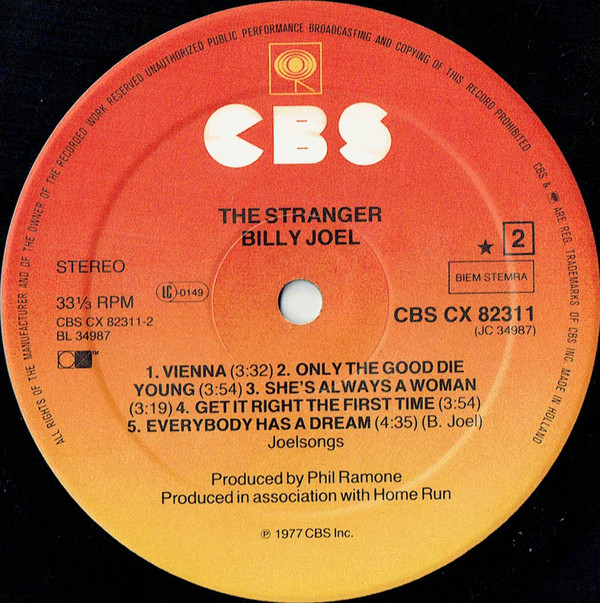 ALL RIGHTS OF THE MANUFACTURER AND OF THE OWNER OF THE RECORDED WORK RESERVED UNAUTHORIZED PUBLIC PERFORMANCE BROADCASTING AND COPYING OF THIS RECORD PROHIBITED CBS & ARE REG. TRADEMARKS OF CBS INC. MADE IN HOLLAND
CBS
THE STRANGER
BILLY JOEL
STEREO
★ 2
33⅓ RPM
LC-0149
BIEM STEMRA
CBS CX 82311-2
BL 34987
CBS CX 82311
(JC 34987)
1. VIENNA (3:32) 2. ONLY THE GOOD DIE
YOUNG (3:54) 3. SHE'S ALWAYS A WOMAN
(3:19) 4. GET IT RIGHT THE FIRST TIME (3:54)
5. EVERYBODY HAS A DREAM (4:35) (B. Joel)
Joelsongs
Produced by Phil Ramone
Produced in association with Home Run
℗ 1977 CBS Inc.